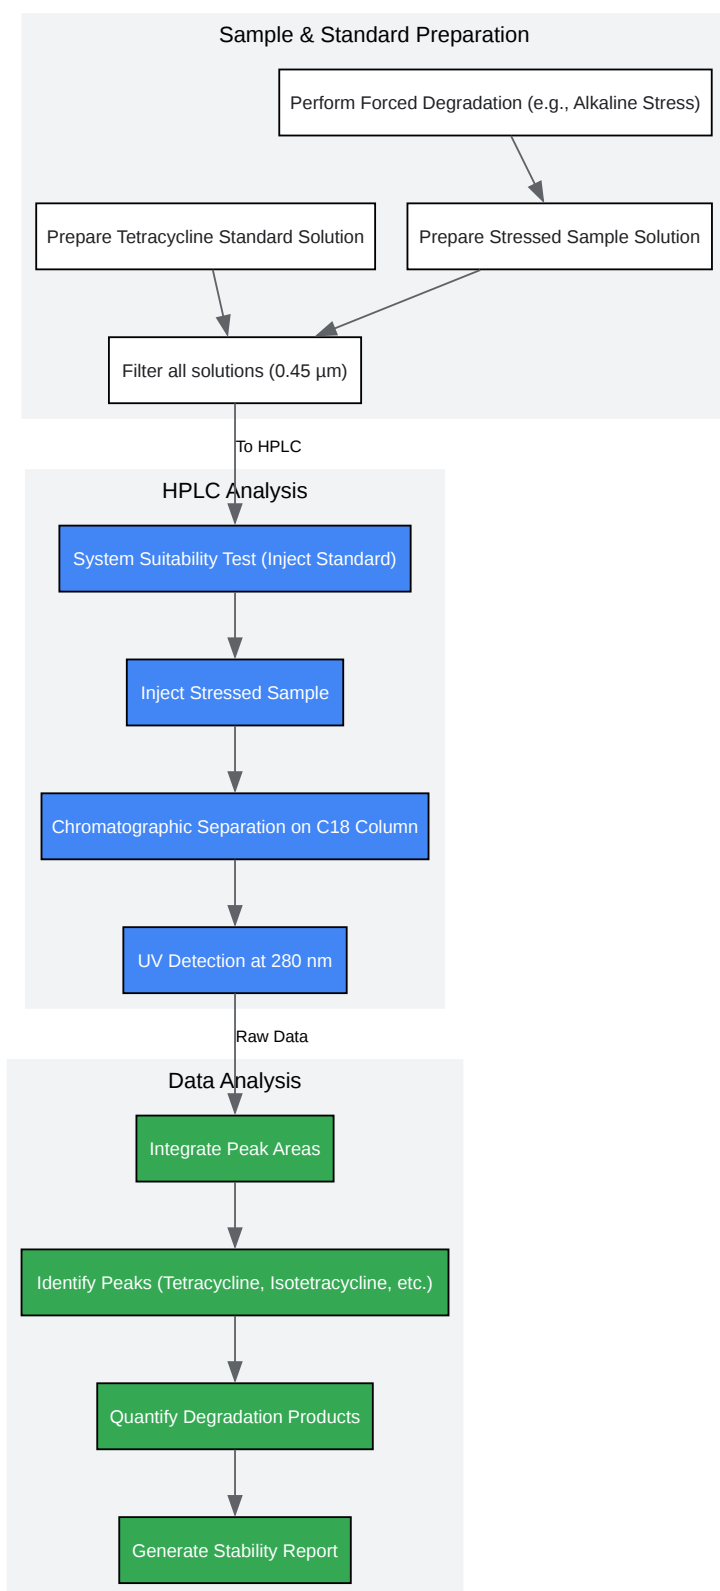 Sample & Standard Preparation
Perform Forced Degradation (e.g., Alkaline Stress)
Prepare Tetracycline Standard Solution
Prepare Stressed Sample Solution
Filter all solutions (0.45 µm)
To HPLC
HPLC Analysis
System Suitability Test (Inject Standard)
Inject Stressed Sample
Chromatographic Separation on C18 Column
UV Detection at 280 nm
Raw Data
Data Analysis
Integrate Peak Areas
Identify Peaks (Tetracycline, Isotetracycline, etc.)
Quantify Degradation Products
Generate Stability Report